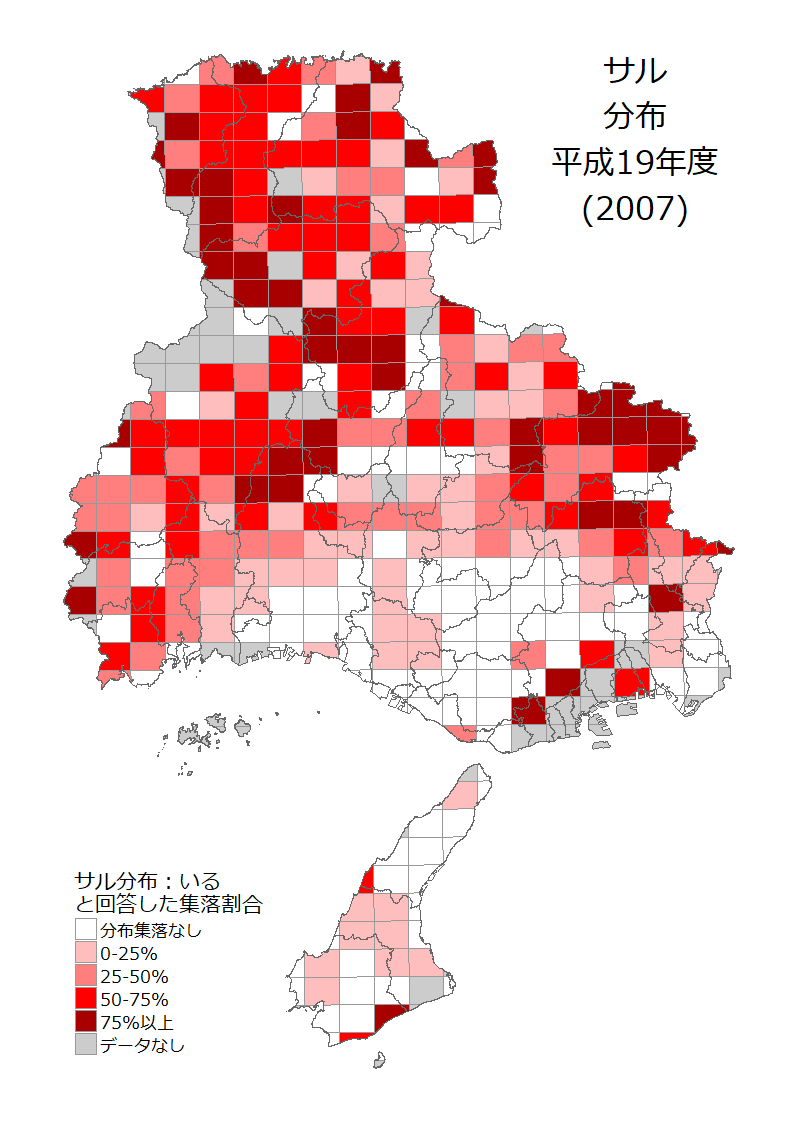 サル
分布
平成19年度
(2007)
サル分布：いる
と回答した集落割合
分布集落なし
0-25%
25-50%
50-75%
75%以上
データなし